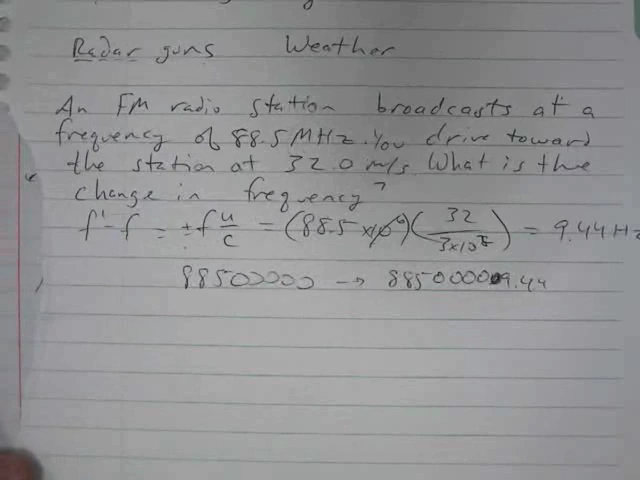 Radar guns Weather
An FM radio station broadcasts at a
frequency of 88.5 MHz. You drive toward
the station at 32.0 m/s What is the
change in frequency?
f' - f = ± f u/c = (88.5 × 10⁶)(32/3×10⁸) = 9.44 Hz
88500000 → 88500009.44